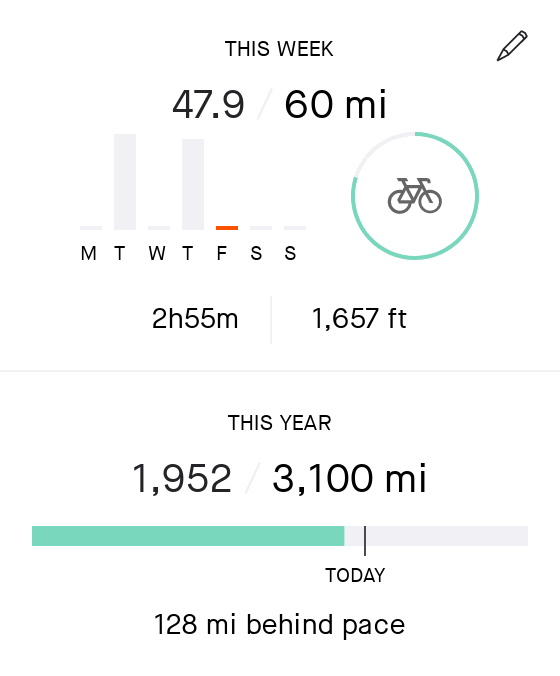 THIS WEEK
47.9 / 60 mi
M T W T F S S
2h55m | 1,657 ft
THIS YEAR
1,952 / 3,100 mi
TODAY
128 mi behind pace